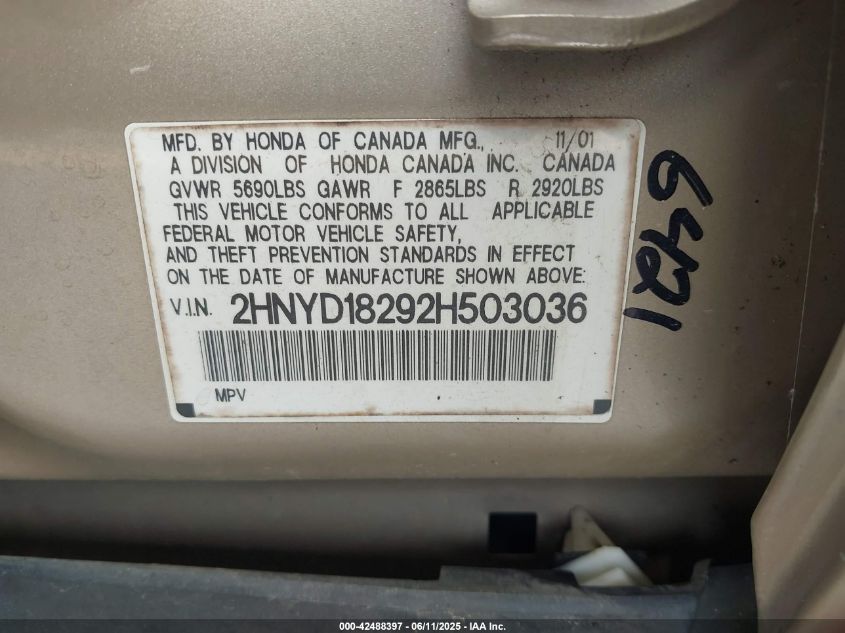 MFD. BY HONDA OF CANADA MFG., 11/01
A DIVISION OF HONDA CANADA INC. CANADA
GVWR 5690LBS GAWR F 2865LBS R 2920LBS
THIS VEHICLE CONFORMS TO ALL APPLICABLE
FEDERAL MOTOR VEHICLE SAFETY,
AND THEFT PREVENTION STANDARDS IN EFFECT
ON THE DATE OF MANUFACTURE SHOWN ABOVE:
V.I.N. 2HNYD18292H503036
MPV
6421
000-42488397 - 06/11/2025 - IAA Inc.